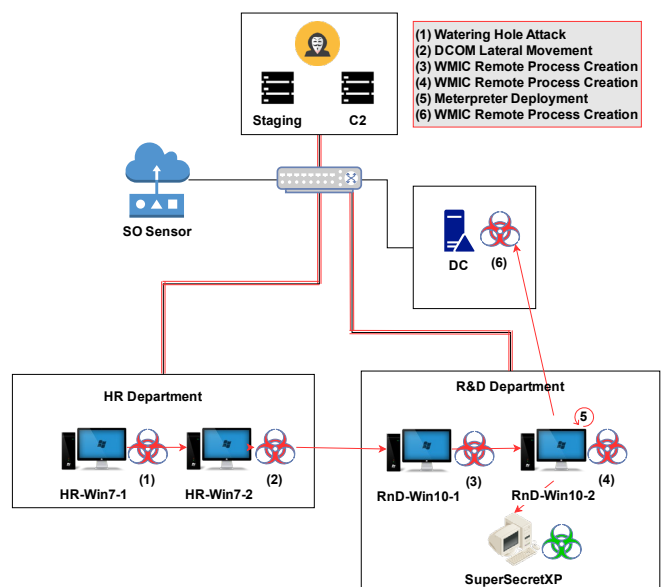 (1) Watering Hole Attack
(2) DCOM Lateral Movement
(3) WMIC Remote Process Creation
(4) WMIC Remote Process Creation
(5) Meterpreter Deployment
(6) WMIC Remote Process Creation
Staging
C2
SO Sensor
DC
(6)
HR Department
HR-Win7-1
(1)
HR-Win7-2
(2)
R&D Department
5
RnD-Win10-1
(3)
RnD-Win10-2
(4)
SuperSecretXP